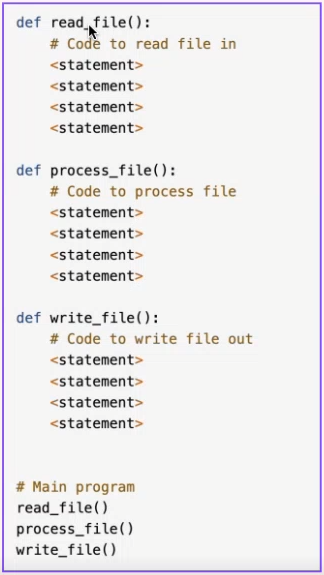 def read_file():
    # Code to read file in
    <statement>
    <statement>
    <statement>
    <statement>

def process_file():
    # Code to process file
    <statement>
    <statement>
    <statement>
    <statement>

def write_file():
    # Code to write file out
    <statement>
    <statement>
    <statement>
    <statement>

# Main program
read_file()
process_file()
write_file()